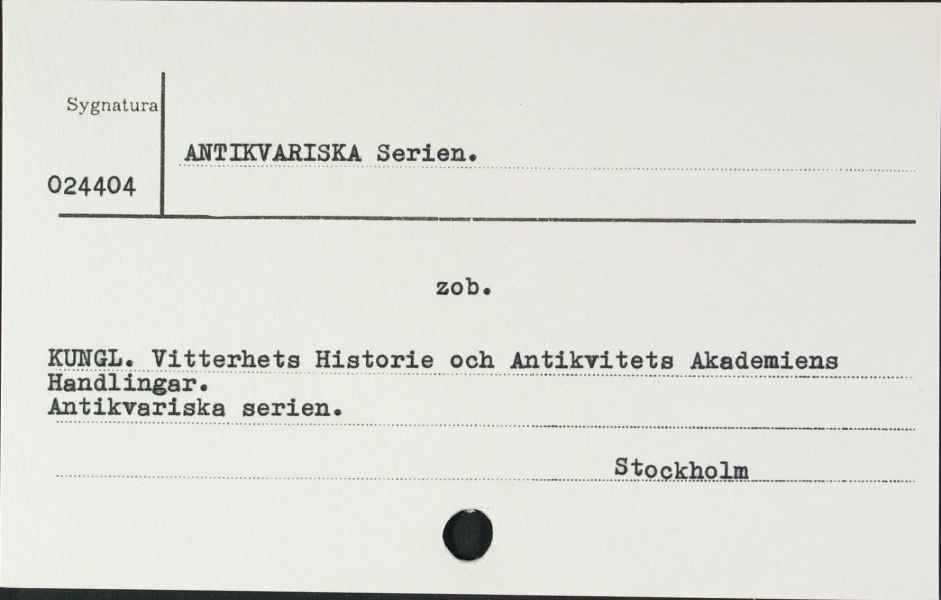 Sygnatura
ANTIKVARISKA Serien.
024404
zob.
KUNGL. Vitterhets Historie och Antikvitets Akademiens
Handlingar.
Antikvariska serien.
Stockholm